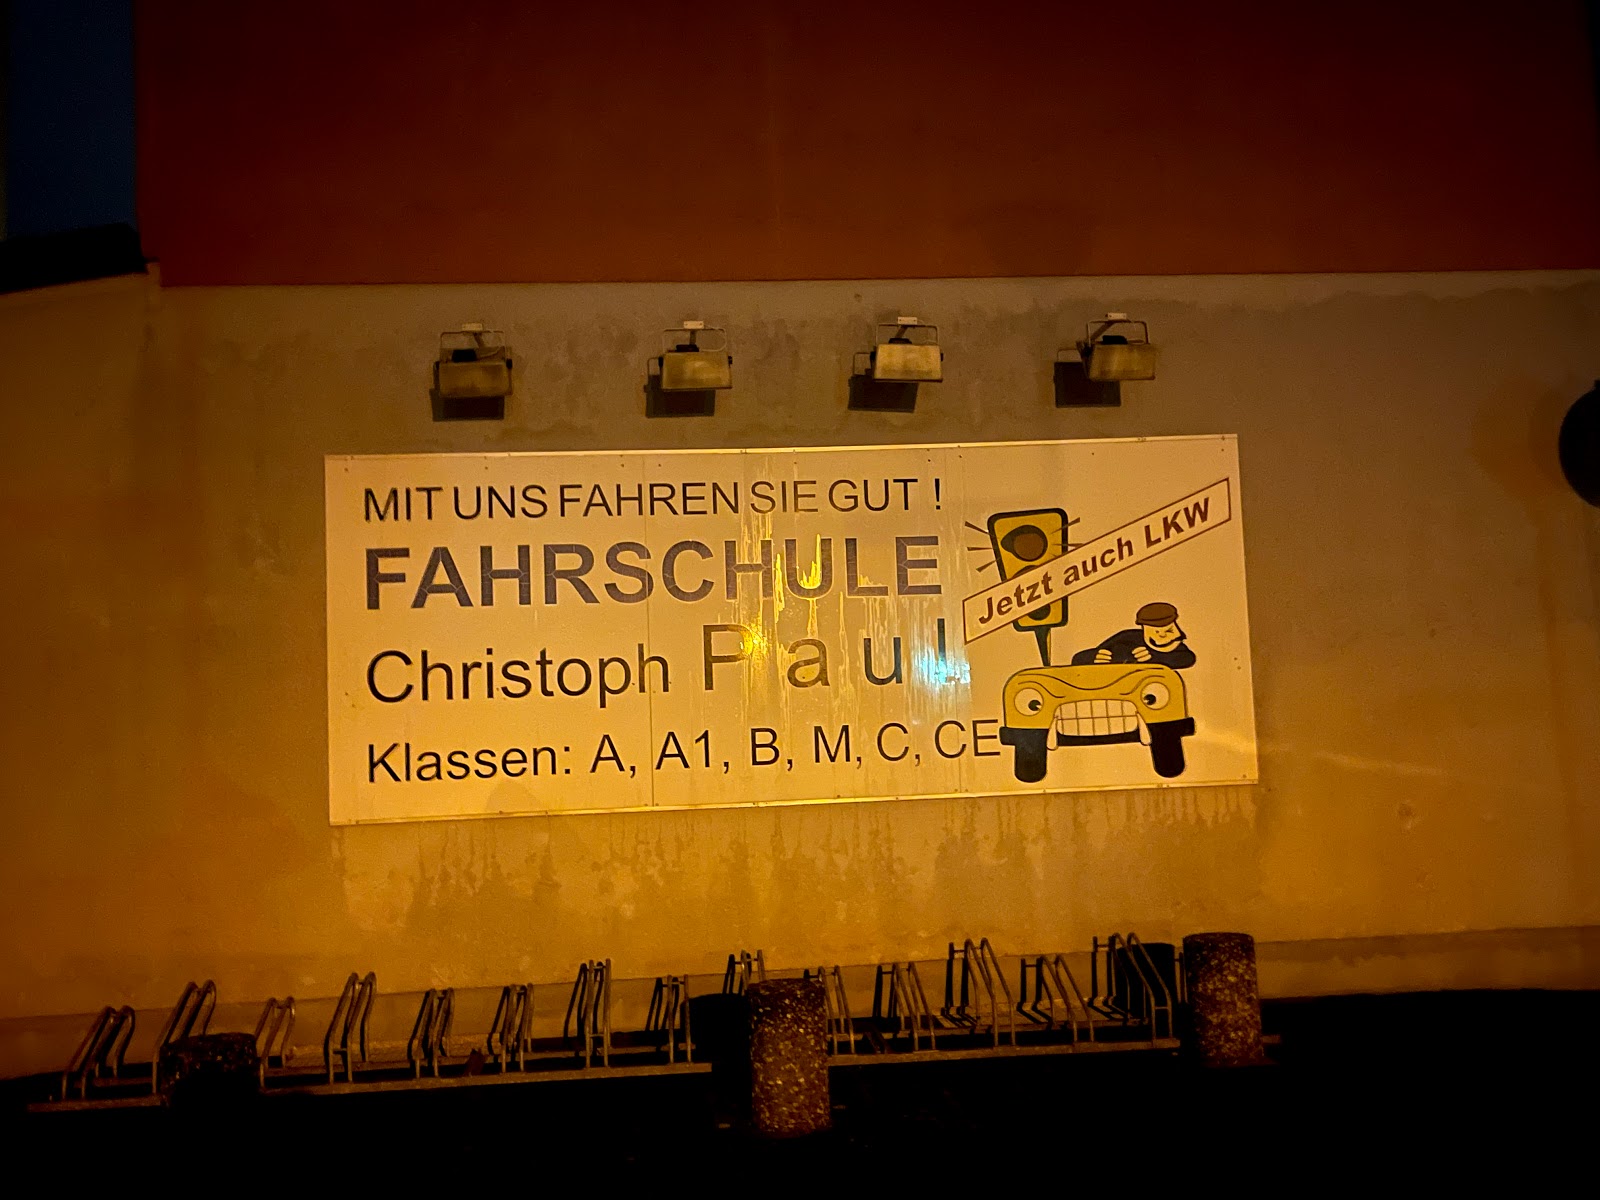 MIT UNS FAHREN SIE GUT !
FAHRSCHULE
Christoph Paul
Klassen: A, A1, B, M, C, CE
Jetzt auch LKW